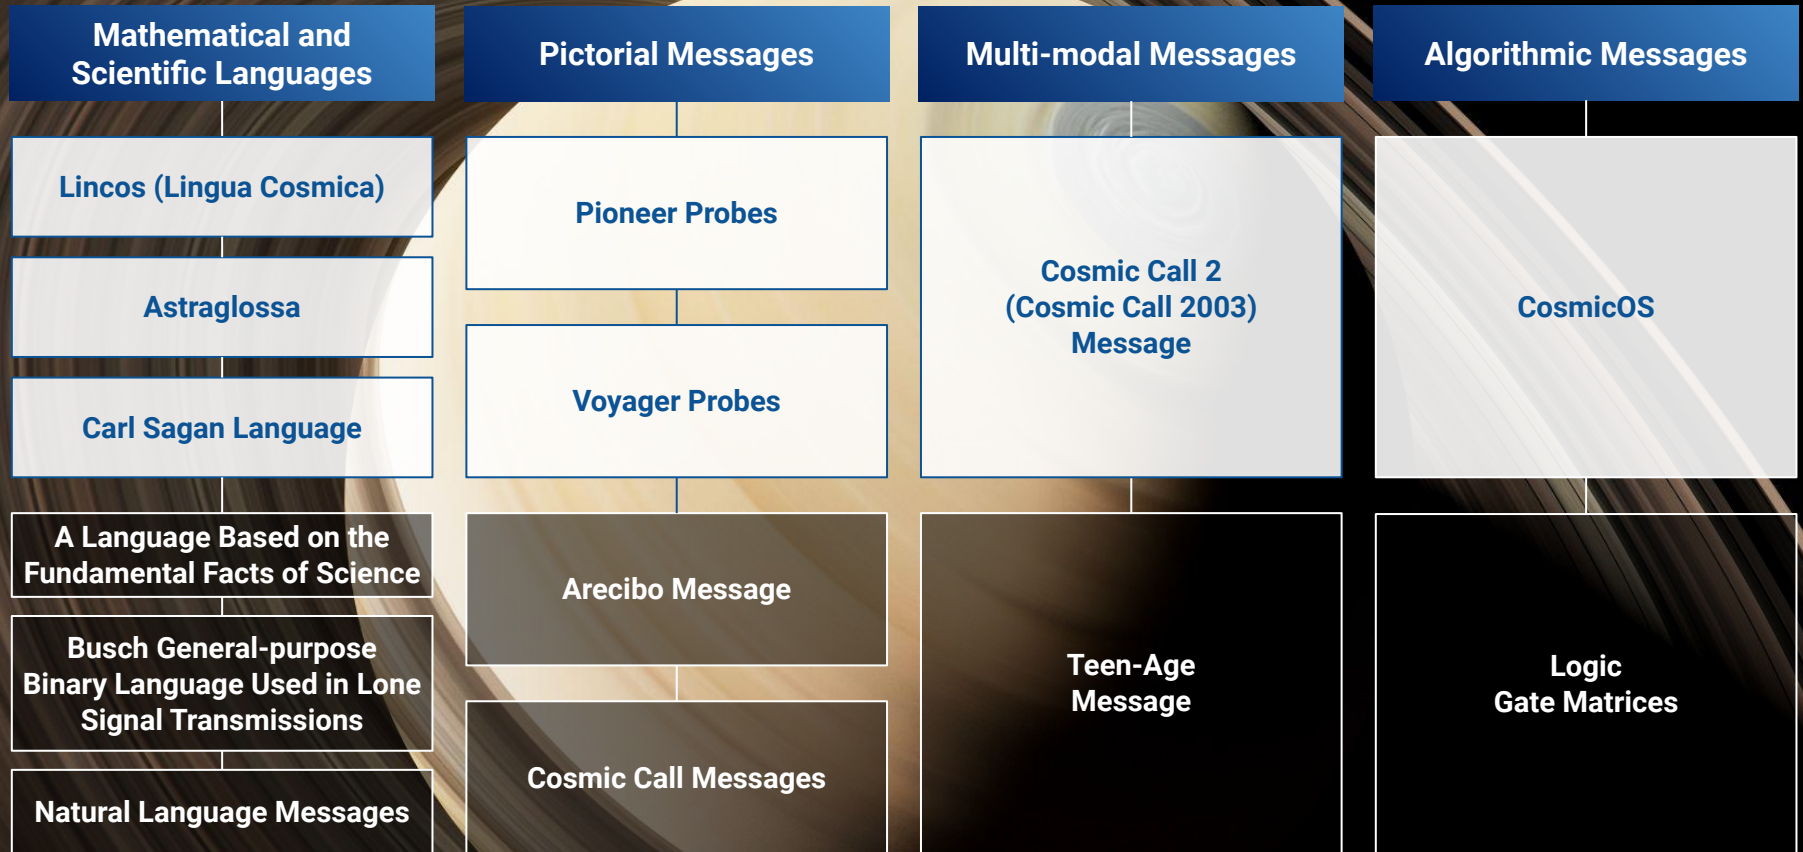 Mathematical and
Scientific Languages
Lincos (Lingua Cosmica)
Astraglossa
Carl Sagan Language
A Language Based on the
Fundamental Facts of Science
Busch General-purpose
Binary Language Used in Lone
Signal Transmissions
Natural Language Messages
Pictorial Messages
Pioneer Probes
Voyager Probes
Arecibo Message
Cosmic Call Messages
Multi-modal Messages
Cosmic Call 2
(Cosmic Call 2003)
Message
Teen-Age
Message
Algorithmic Messages
CosmicOS
Logic
Gate Matrices